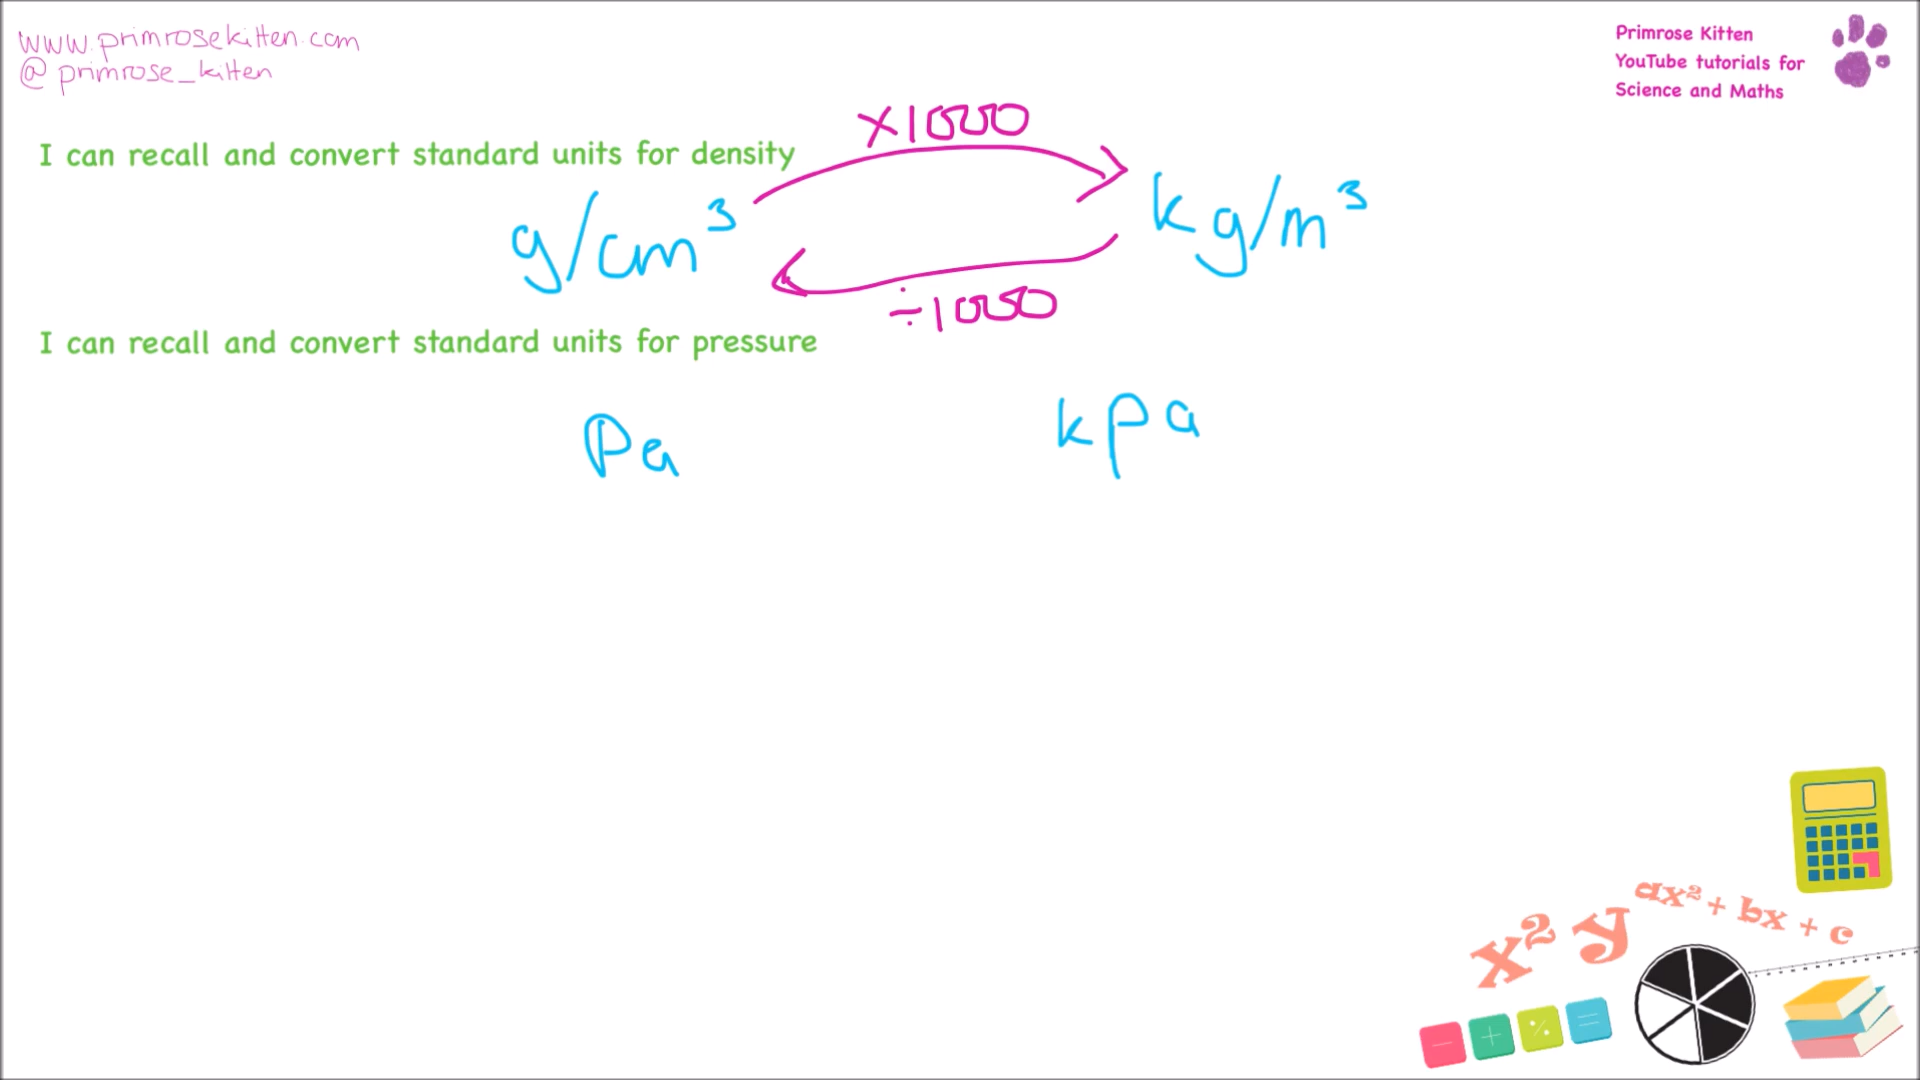 www.primrosekitten.com
@primrose_kitten
Primrose Kitten
YouTube tutorials for
Science and Maths
I can recall and convert standard units for density
×1000
g/cm³
kg/m³
÷1000
I can recall and convert standard units for pressure
Pa
kPa
ax² + bx + c
x² y
− + % =